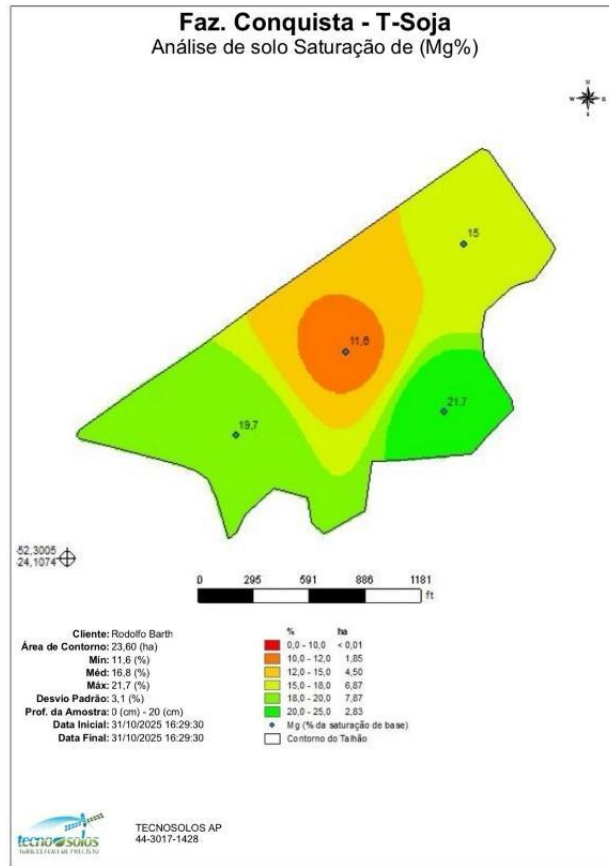 Faz. Conquista - T-Soja
Análise de solo Saturação de (Mg%)
N
W E
S
15
11,6
21,7
19,7
-52,3005
-24,1074
0 295 591 886 1181
ft
Cliente: Rodolfo Barth
Área de Contorno: 23,60 (ha)
Min: 11,6 (%)
Méd: 16,8 (%)
Máx: 21,7 (%)
Desvio Padrão: 3,1 (%)
Prof. da Amostra: 0 (cm) - 20 (cm)
Data Inicial: 31/10/2025 16:29:30
Data Final: 31/10/2025 16:29:30
% ha
0,0 - 10,0 < 0,01
10,0 - 12,0 1,85
12,0 - 15,0 4,50
15,0 - 18,0 6,87
18,0 - 20,0 7,87
20,0 - 25,0 2,83
Mg (% da saturação de base)
Contorno do Talhão
tecnosolos
AGRICULTURA DE PRECISÃO
TECNOSOLOS AP
44-3017-1428